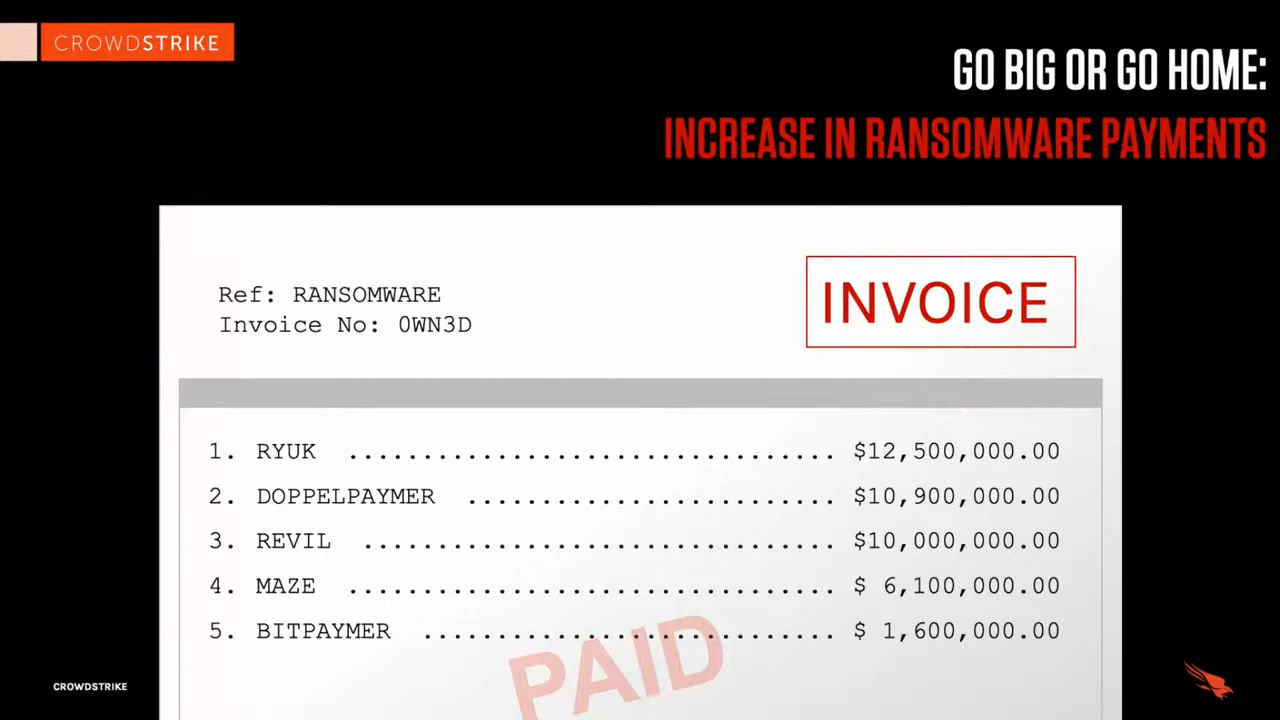 CROWDSTRIKE
GO BIG OR GO HOME:
INCREASE IN RANSOMWARE PAYMENTS
Ref: RANSOMWARE
Invoice No: 0WN3D
INVOICE
1. RYUK ................................. $12,500,000.00
2. DOPPELPAYMER ......................... $10,900,000.00
3. REVIL ................................ $10,000,000.00
4. MAZE ................................. $ 6,100,000.00
5. BITPAYMER ............................ $ 1,600,000.00
PAID
CROWDSTRIKE